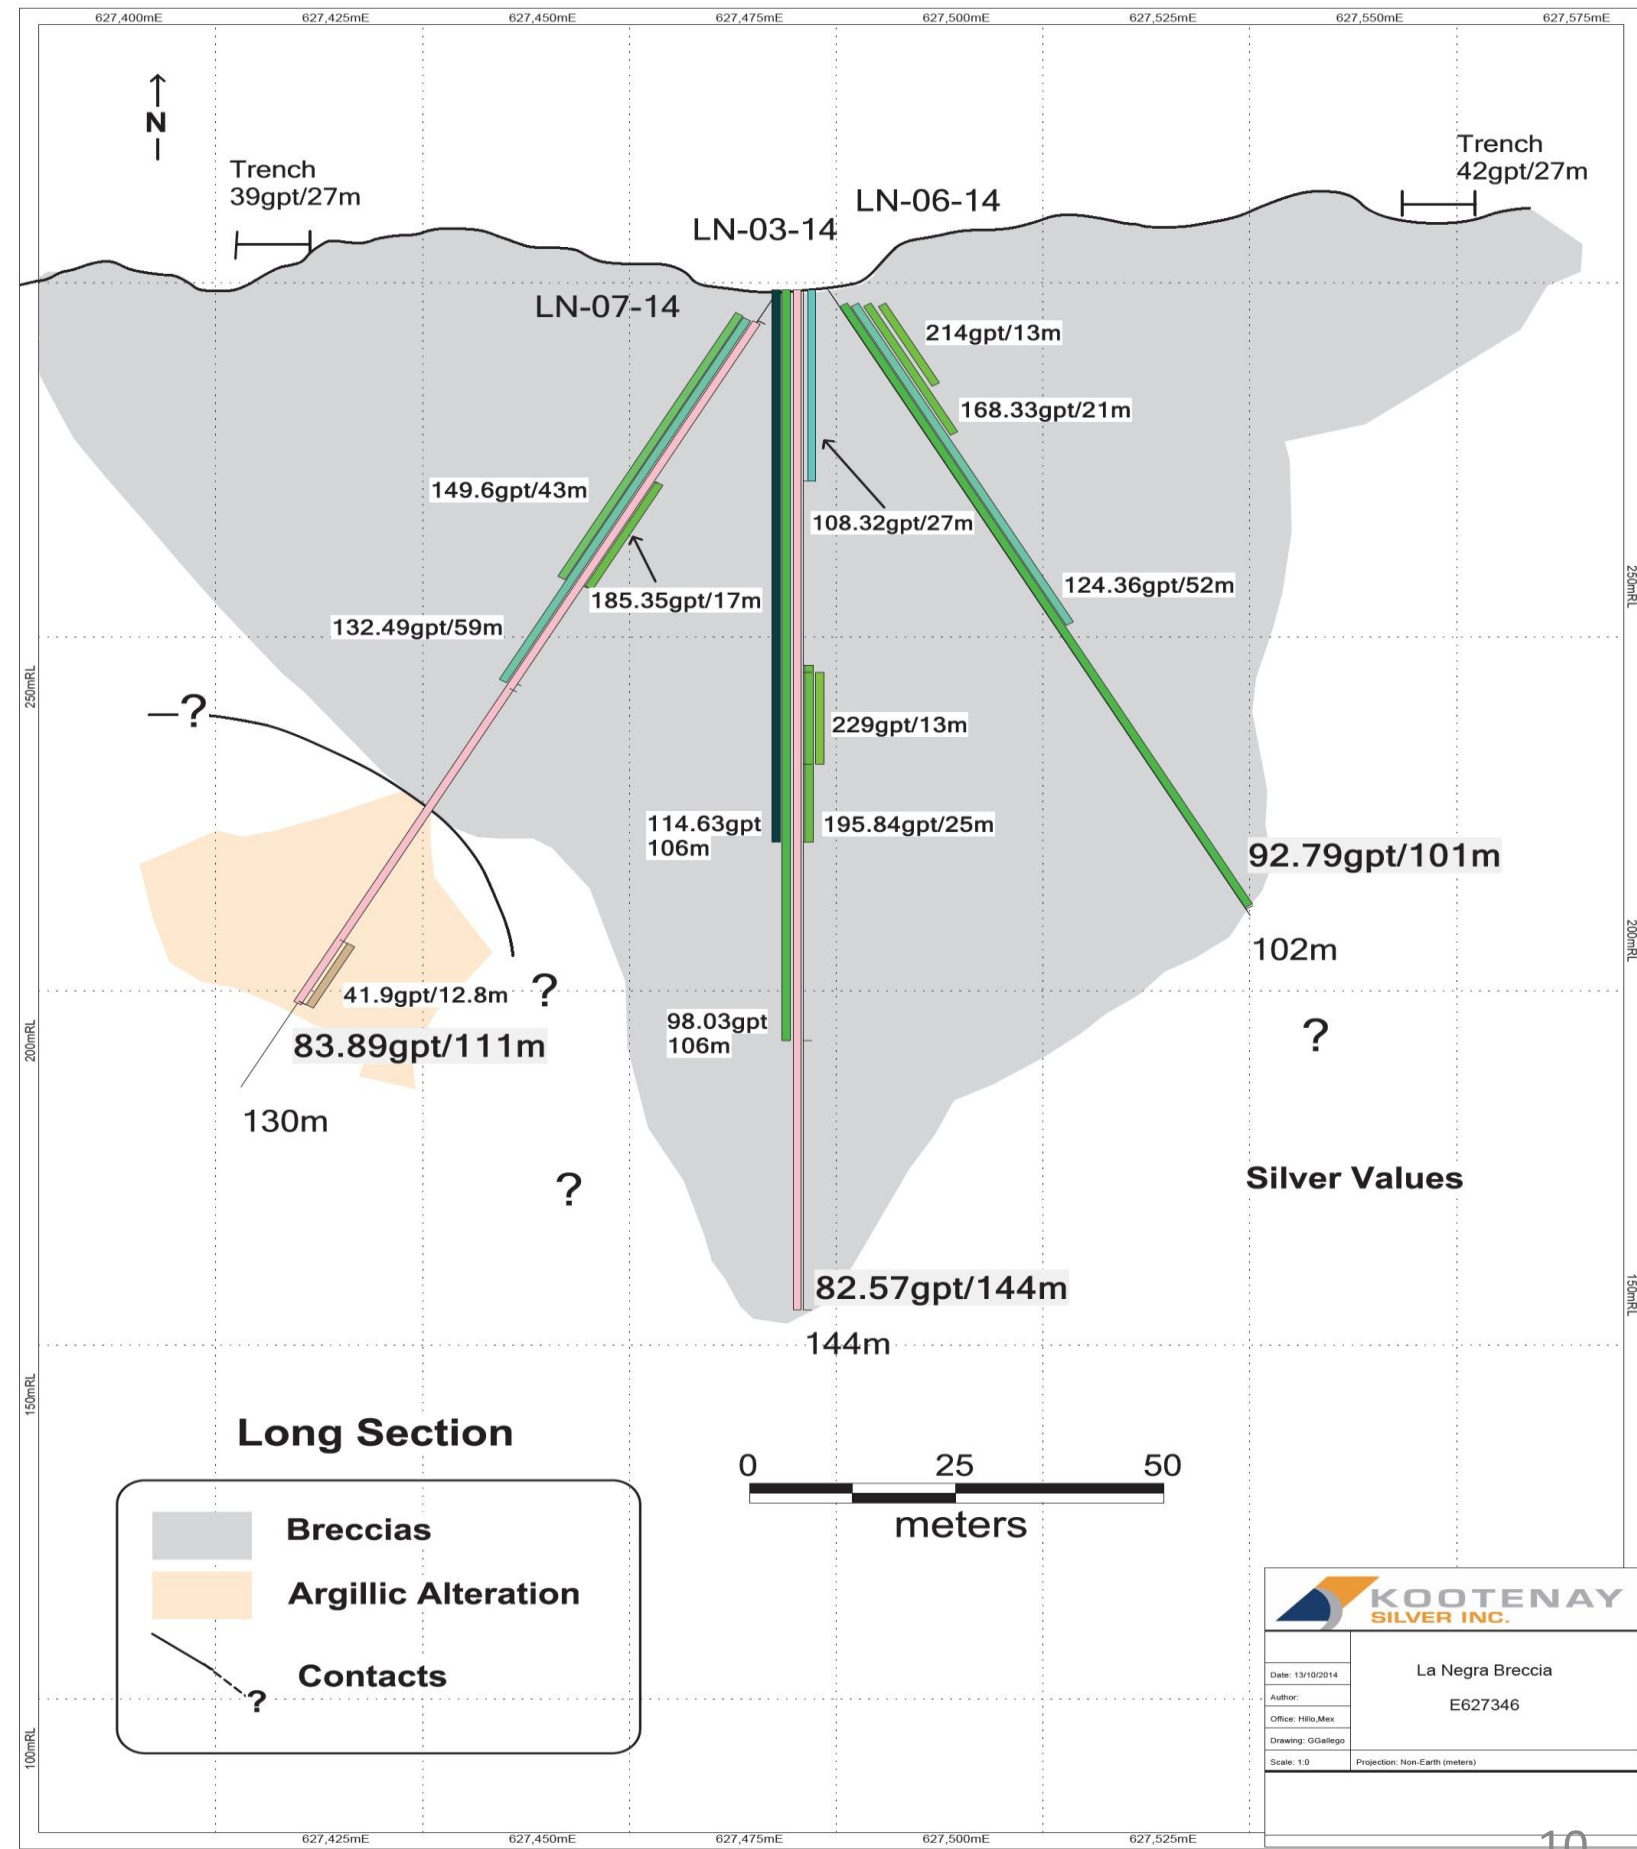 627,400mE 627,425mE 627,450mE 627,475mE 627,500mE 627,525mE 627,550mE 627,575mE
N
Trench
39gpt/27m
Trench
42gpt/27m
LN-06-14
LN-03-14
LN-07-14
214gpt/13m
168.33gpt/21m
149.6gpt/43m
108.32gpt/27m
124.36gpt/52m
185.35gpt/17m
132.49gpt/59m
250mRL
250mRL
?
229gpt/13m
114.63gpt
106m
195.84gpt/25m
92.79gpt/101m
102m
200mRL
41.9gpt/12.8m
?
98.03gpt
106m
?
83.89gpt/111m
200mRL
130m
?
Silver Values
82.57gpt/144m
144m
150mRL
150mRL
Long Section
0 25 50
meters
Breccias
Argillic Alteration
Contacts
?
100mRL
KOOTENAY
SILVER INC.
Date: 13/10/2014
Author:
Office: Hillo,Mex
Drawing: GGallego
Scale: 1:0
La Negra Breccia
E627346
Projection: Non-Earth (meters)
627,425mE 627,450mE 627,475mE 627,500mE 627,525mE
10